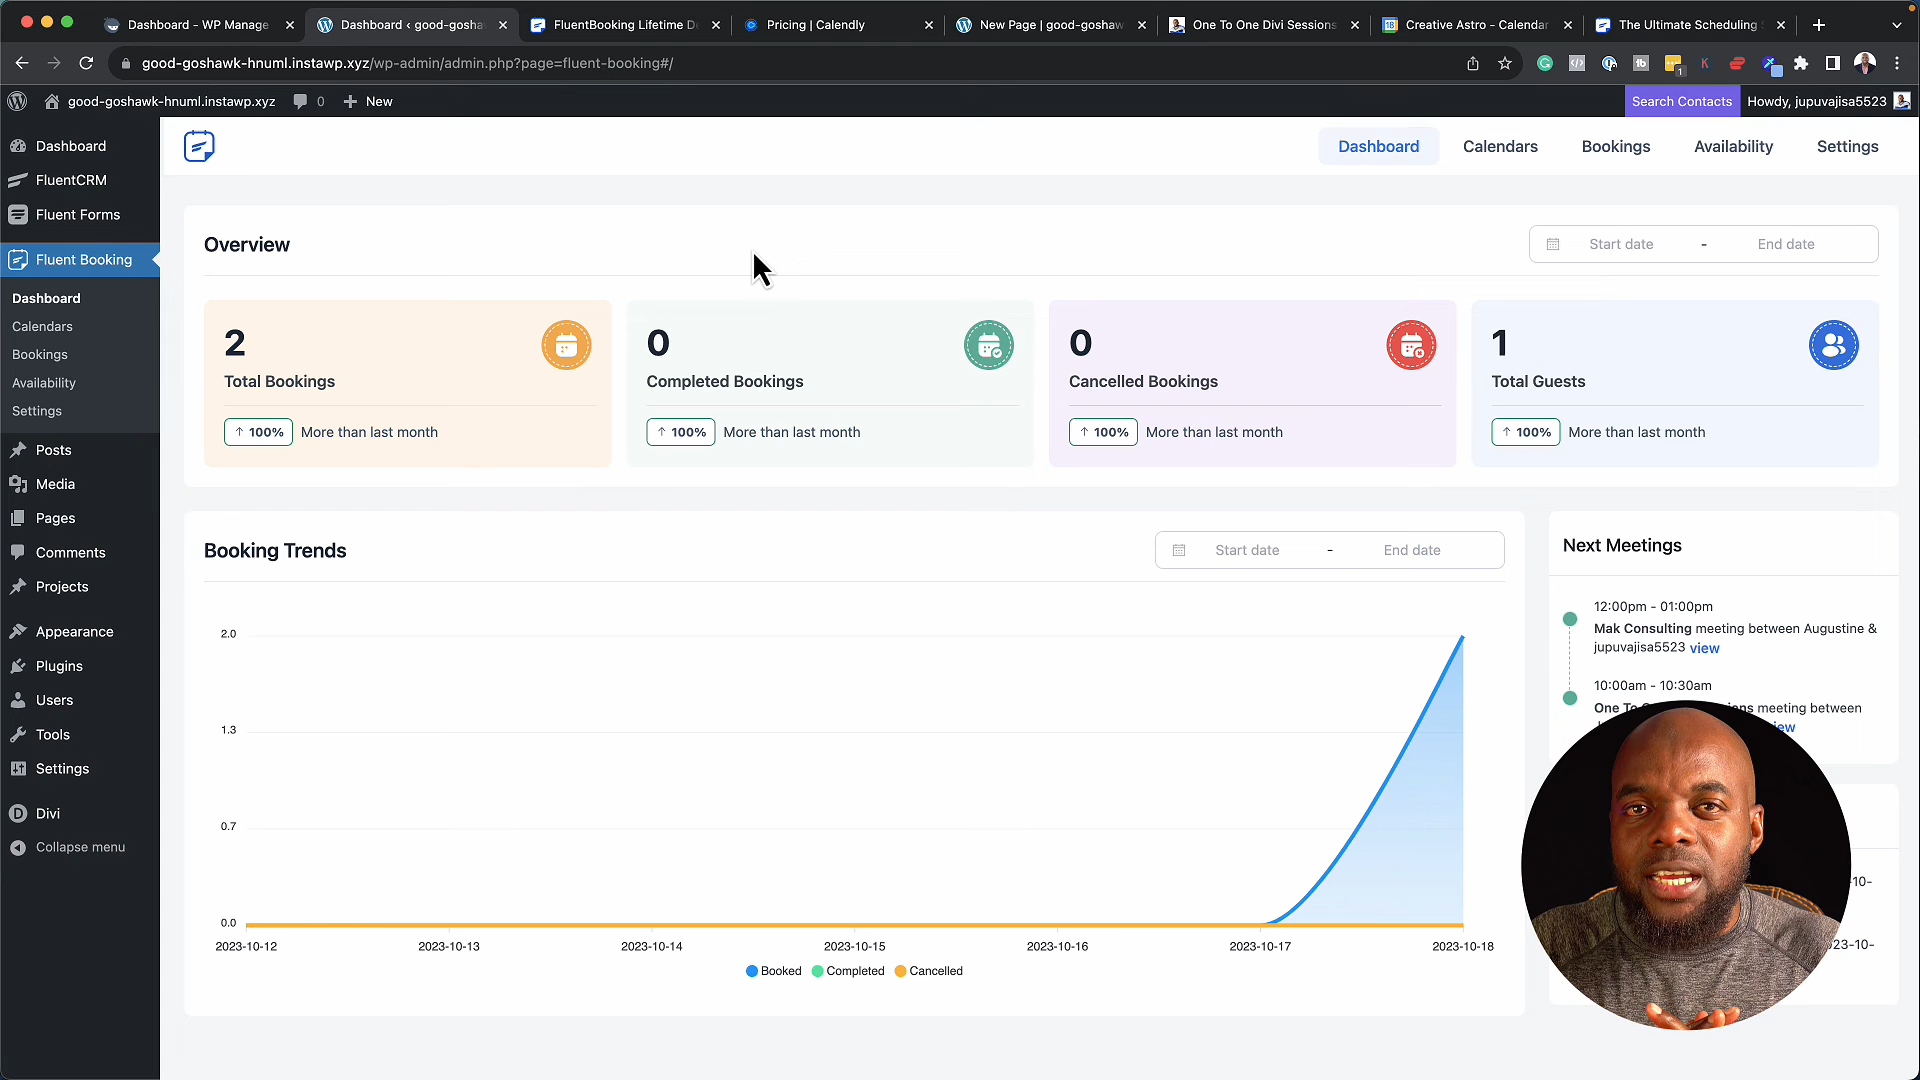 Dashboard - WP Manage
Dashboard ‹ good-gosha
FluentBooking Lifetime D
Pricing | Calendly
New Page | good-goshaw
One To One Divi Sessions
Creative Astro - Calendar
The Ultimate Scheduling
good-goshawk-hnuml.instawp.xyz/wp-admin/admin.php?page=fluent-booking#/
good-goshawk-hnuml.instawp.xyz
0
New
Search Contacts
Howdy, jupuvajisa5523
Dashboard
FluentCRM
Fluent Forms
Fluent Booking
Dashboard
Calendars
Bookings
Availability
Settings
Posts
Media
Pages
Comments
Projects
Appearance
Plugins
Users
Tools
Settings
Divi
Collapse menu
Dashboard
Calendars
Bookings
Availability
Settings
Overview
Start date - End date
2
Total Bookings
↑ 100% More than last month
0
Completed Bookings
↑ 100% More than last month
0
Cancelled Bookings
↑ 100% More than last month
1
Total Guests
↑ 100% More than last month
Booking Trends
Start date - End date
2.0
1.3
0.7
0.0
2023-10-12 2023-10-13 2023-10-14 2023-10-15 2023-10-16 2023-10-17 2023-10-18
Booked Completed Cancelled
Next Meetings
12:00pm - 01:00pm
Mak Consulting meeting between Augustine &
jupuvajisa5523 view
10:00am - 10:30am
One To meeting between